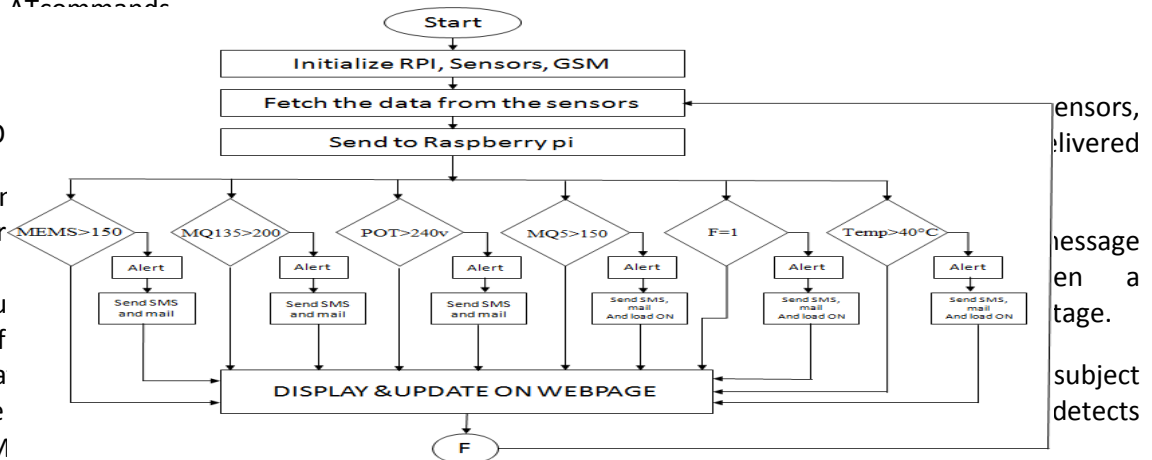 ATcommands
Start
Initialize RPI, Sensors, GSM
Fetch the data from the sensors
Send to Raspberry pi
MEMS>150
MQ135>200
POT>240v
MQ5>150
F=1
Temp>40°C
Alert
Alert
Alert
Alert
Alert
Alert
Send SMS
and mail
Send SMS
and mail
Send SMS
and mail
Send SMS,
mail
And load ON
Send SMS,
mail
And load ON
Send SMS,
mail
And load ON
DISPLAY &UPDATE ON WEBPAGE
F
ensors,
elivered
message
en a
tage.
subject
detects